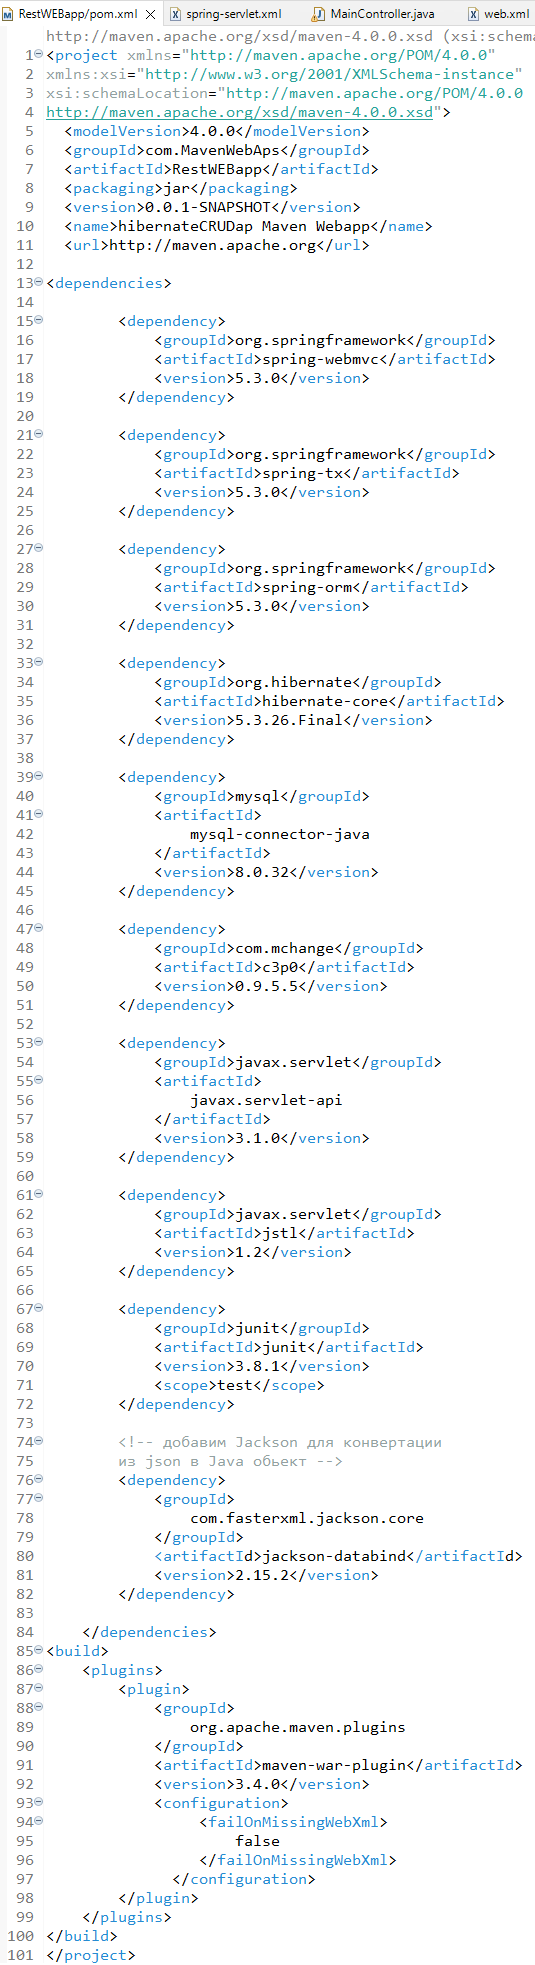 RestWEBapp/pom.xml spring-servlet.xml MainController.java web.xml
http://maven.apache.org/xsd/maven-4.0.0.xsd (xsi:schema
1 <project xmlns="http://maven.apache.org/POM/4.0.0"
2 xmlns:xsi="http://www.w3.org/2001/XMLSchema-instance"
3 xsi:schemaLocation="http://maven.apache.org/POM/4.0.0
4 http://maven.apache.org/xsd/maven-4.0.0.xsd">
5 <modelVersion>4.0.0</modelVersion>
6 <groupId>com.MavenWebAps</groupId>
7 <artifactId>RestWEBapp</artifactId>
8 <packaging>jar</packaging>
9 <version>0.0.1-SNAPSHOT</version>
10 <name>hibernateCRUDap Maven Webapp</name>
11 <url>http://maven.apache.org</url>
12
13 <dependencies>
14
15 <dependency>
16 <groupId>org.springframework</groupId>
17 <artifactId>spring-webmvc</artifactId>
18 <version>5.3.0</version>
19 </dependency>
20
21 <dependency>
22 <groupId>org.springframework</groupId>
23 <artifactId>spring-tx</artifactId>
24 <version>5.3.0</version>
25 </dependency>
26
27 <dependency>
28 <groupId>org.springframework</groupId>
29 <artifactId>spring-orm</artifactId>
30 <version>5.3.0</version>
31 </dependency>
32
33 <dependency>
34 <groupId>org.hibernate</groupId>
35 <artifactId>hibernate-core</artifactId>
36 <version>5.3.26.Final</version>
37 </dependency>
38
39 <dependency>
40 <groupId>mysql</groupId>
41 <artifactId>
42 mysql-connector-java
43 </artifactId>
44 <version>8.0.32</version>
45 </dependency>
46
47 <dependency>
48 <groupId>com.mchange</groupId>
49 <artifactId>c3p0</artifactId>
50 <version>0.9.5.5</version>
51 </dependency>
52
53 <dependency>
54 <groupId>javax.servlet</groupId>
55 <artifactId>
56 javax.servlet-api
57 </artifactId>
58 <version>3.1.0</version>
59 </dependency>
60
61 <dependency>
62 <groupId>javax.servlet</groupId>
63 <artifactId>jstl</artifactId>
64 <version>1.2</version>
65 </dependency>
66
67 <dependency>
68 <groupId>junit</groupId>
69 <artifactId>junit</artifactId>
70 <version>3.8.1</version>
71 <scope>test</scope>
72 </dependency>
73
74 <!-- добавим Jackson для конвертации
75 из json в Java обьект -->
76 <dependency>
77 <groupId>
78 com.fasterxml.jackson.core
79 </groupId>
80 <artifactId>jackson-databind</artifactId>
81 <version>2.15.2</version>
82 </dependency>
83
84 </dependencies>
85 <build>
86 <plugins>
87 <plugin>
88 <groupId>
89 org.apache.maven.plugins
90 </groupId>
91 <artifactId>maven-war-plugin</artifactId>
92 <version>3.4.0</version>
93 <configuration>
94 <failOnMissingWebXml>
95 false
96 </failOnMissingWebXml>
97 </configuration>
98 </plugin>
99 </plugins>
100 </build>
101 </project>